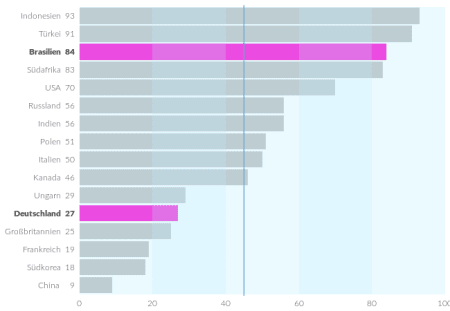 Indonesien 93
Türkei 91
Brasilien 84
Südafrika 83
USA 70
Russland 56
Indien 56
Polen 51
Italien 50
Kanada 46
Ungarn 29
Deutschland 27
Großbritannien 25
Frankreich 19
Südkorea 18
China 9
0 20 40 60 80 100